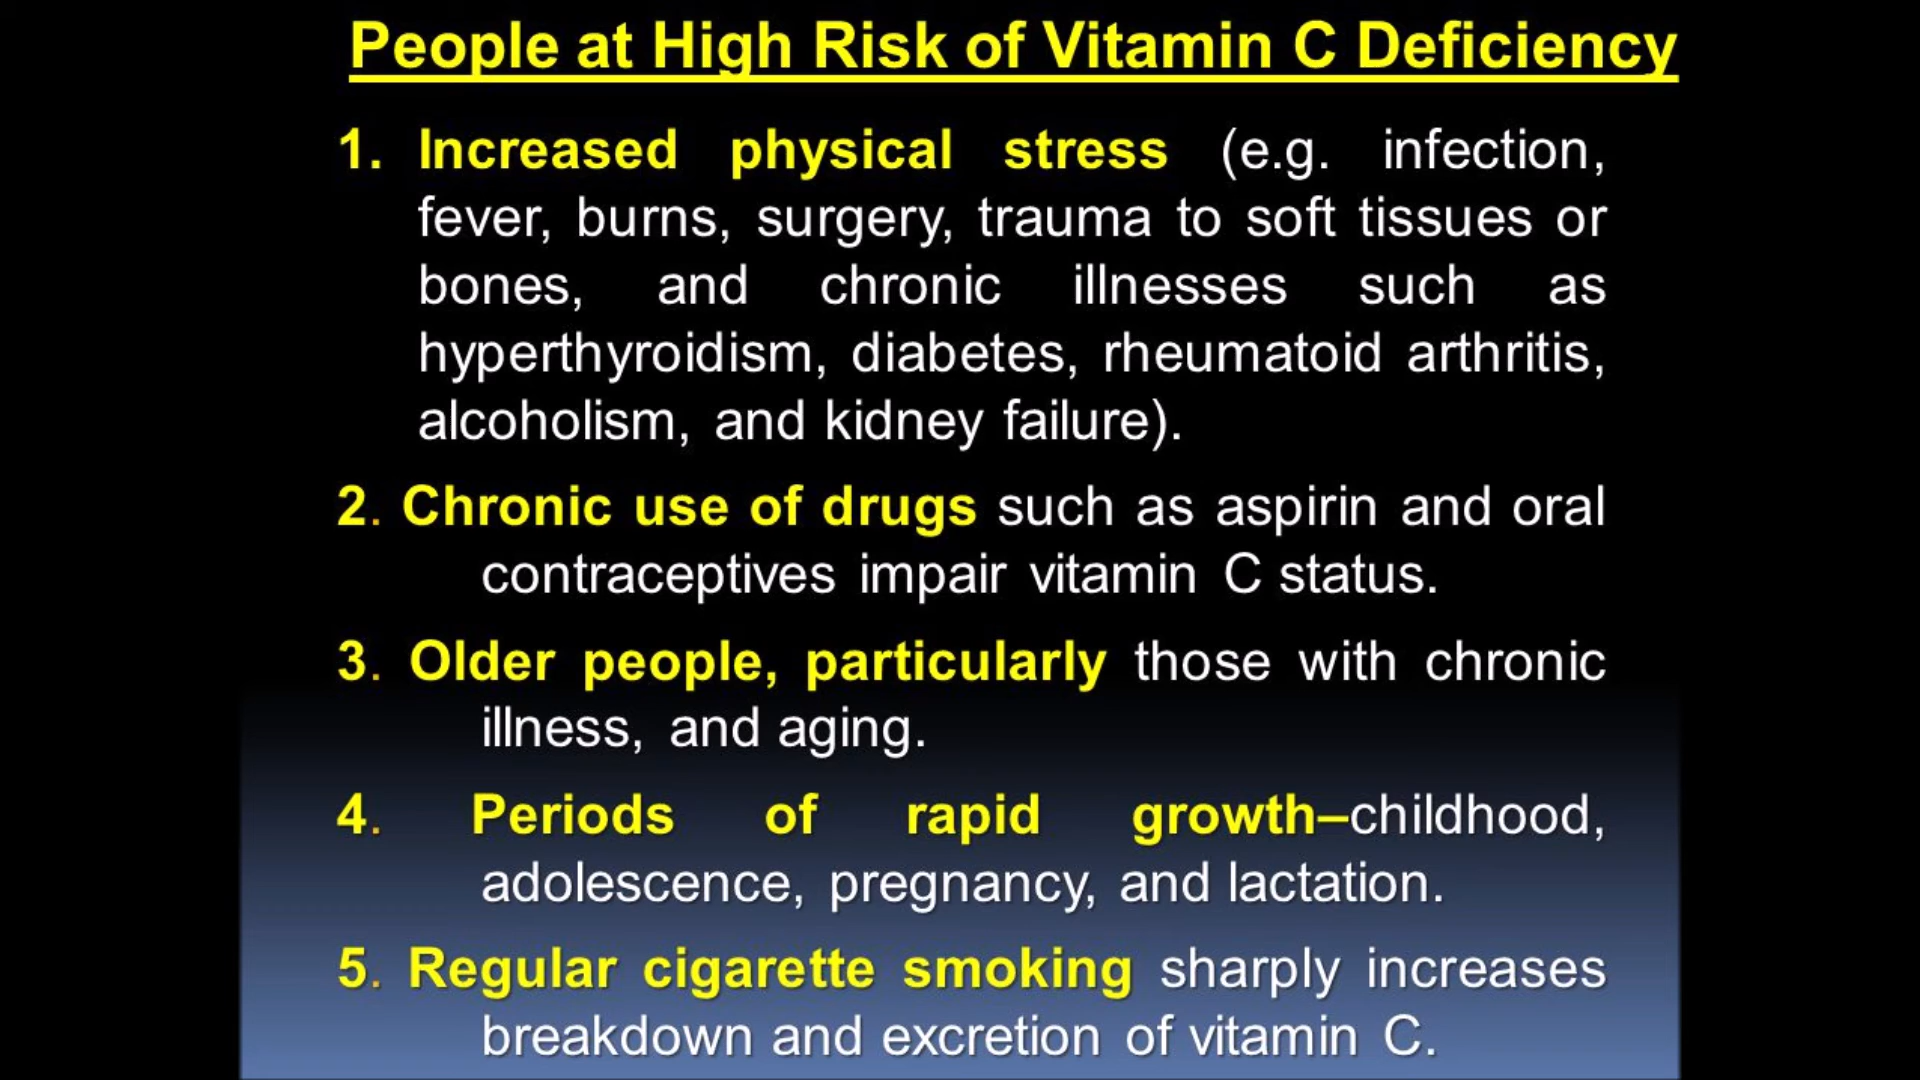 People at High Risk of Vitamin C Deficiency
1. Increased physical stress (e.g. infection,
fever, burns, surgery, trauma to soft tissues or
bones, and chronic illnesses such as
hyperthyroidism, diabetes, rheumatoid arthritis,
alcoholism, and kidney failure).
2. Chronic use of drugs such as aspirin and oral
contraceptives impair vitamin C status.
3. Older people, particularly those with chronic
illness, and aging.
4. Periods of rapid growth–childhood,
adolescence, pregnancy, and lactation.
5. Regular cigarette smoking sharply increases
breakdown and excretion of vitamin C.